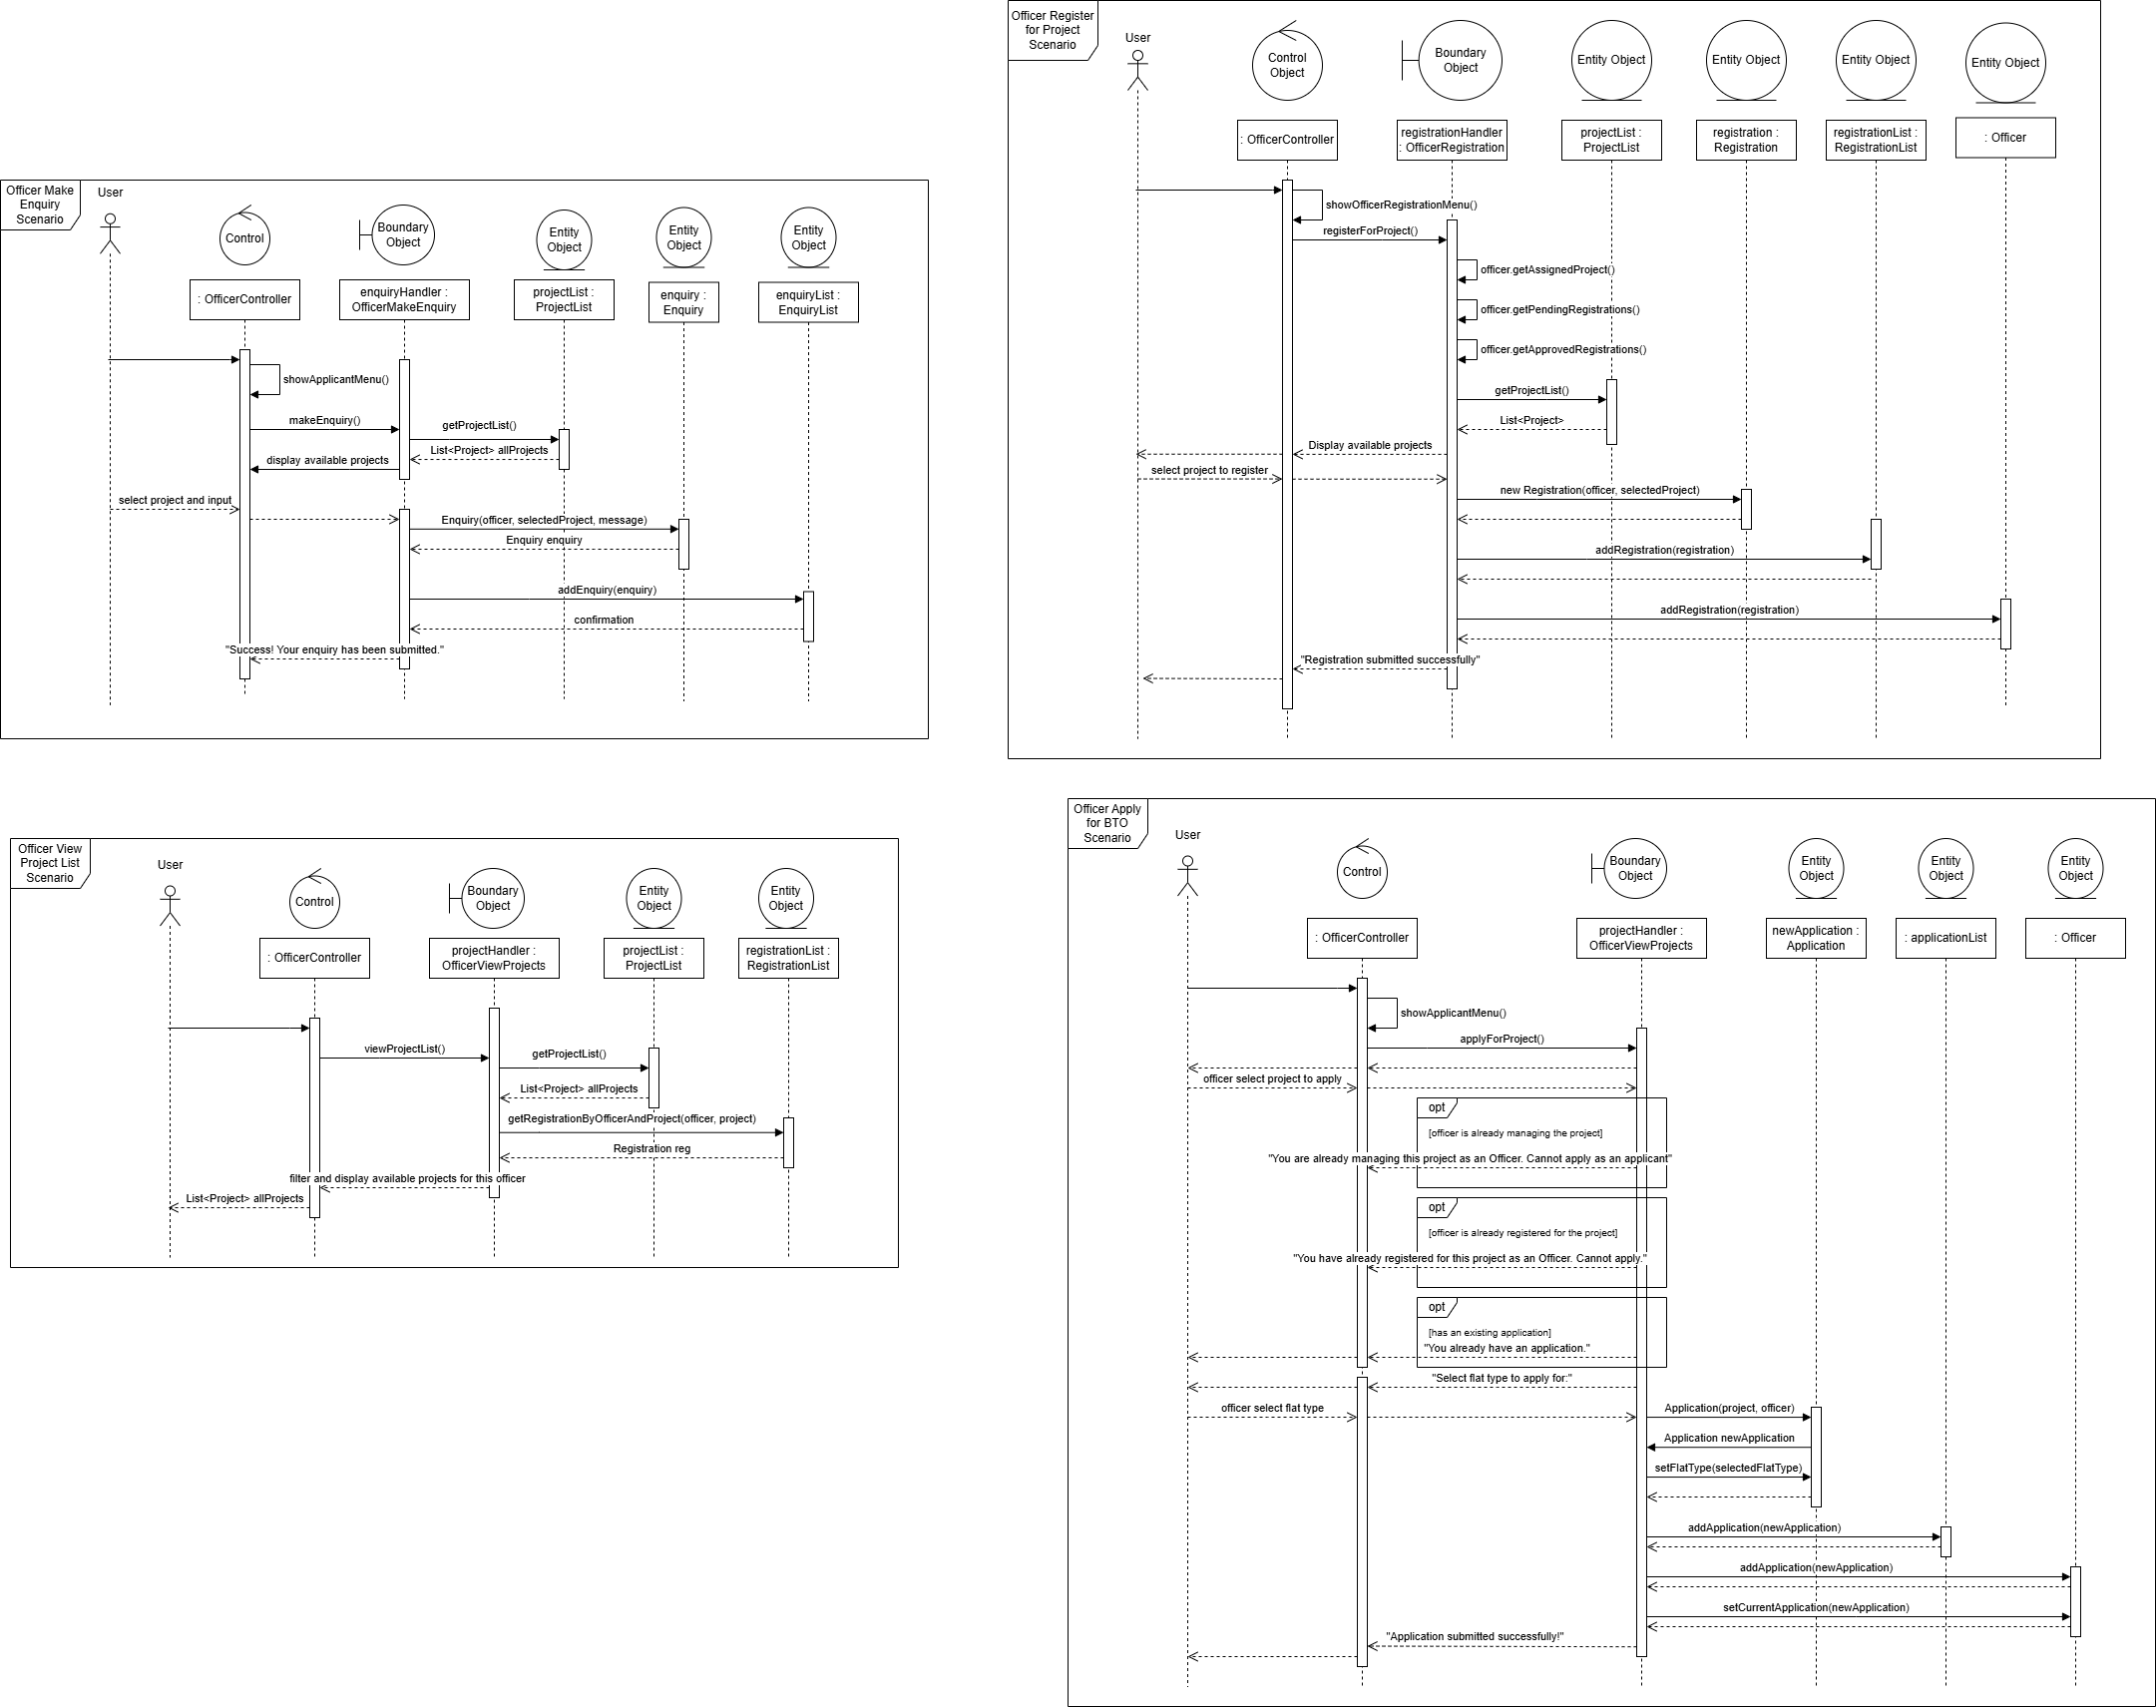 Officer Make
Enquiry
Scenario
User
Control
Boundary
Object
Entity
Object
Entity
Object
Entity
Object
: OfficerController
enquiryHandler :
OfficerMakeEnquiry
projectList :
ProjectList
enquiry :
Enquiry
enquiryList :
EnquiryList
showApplicantMenu()
makeEnquiry()
getProjectList()
List<Project> allProjects
display available projects
select project and input
Enquiry(officer, selectedProject, message)
Enquiry enquiry
addEnquiry(enquiry)
confirmation
"Success! Your enquiry has been submitted."
Officer Register
for Project
Scenario
User
Control
Object
Boundary
Object
Entity Object
Entity Object
Entity Object
Entity Object
: OfficerController
registrationHandler
: OfficerRegistration
projectList :
ProjectList
registration :
Registration
registrationList :
RegistrationList
: Officer
showOfficerRegistrationMenu()
registerForProject()
officer.getAssignedProject()
officer.getPendingRegistrations()
officer.getApprovedRegistrations()
getProjectList()
List<Project>
Display available projects
select project to register
new Registration(officer, selectedProject)
addRegistration(registration)
addRegistration(registration)
"Registration submitted successfully"
Officer View
Project List
Scenario
User
Control
Boundary
Object
Entity
Object
Entity
Object
: OfficerController
projectHandler :
OfficerViewProjects
projectList :
ProjectList
registrationList :
RegistrationList
viewProjectList()
getProjectList()
List<Project> allProjects
getRegistrationByOfficerAndProject(officer, project)
Registration reg
filter and display available projects for this officer
List<Project> allProjects
Officer Apply
for BTO
Scenario
User
Control
Boundary
Object
Entity
Object
Entity
Object
Entity
Object
: OfficerController
projectHandler :
OfficerViewProjects
newApplication :
Application
: applicationList
: Officer
showApplicantMenu()
applyForProject()
officer select project to apply
opt
[officer is already managing the project]
"You are already managing this project as an Officer. Cannot apply as an applicant"
opt
[officer is already registered for the project]
"You have already registered for this project as an Officer. Cannot apply."
opt
[has an existing application]
"You already have an application."
"Select flat type to apply for:"
officer select flat type
Application(project, officer)
Application newApplication
setFlatType(selectedFlatType)
addApplication(newApplication)
addApplication(newApplication)
setCurrentApplication(newApplication)
"Application submitted successfully!"